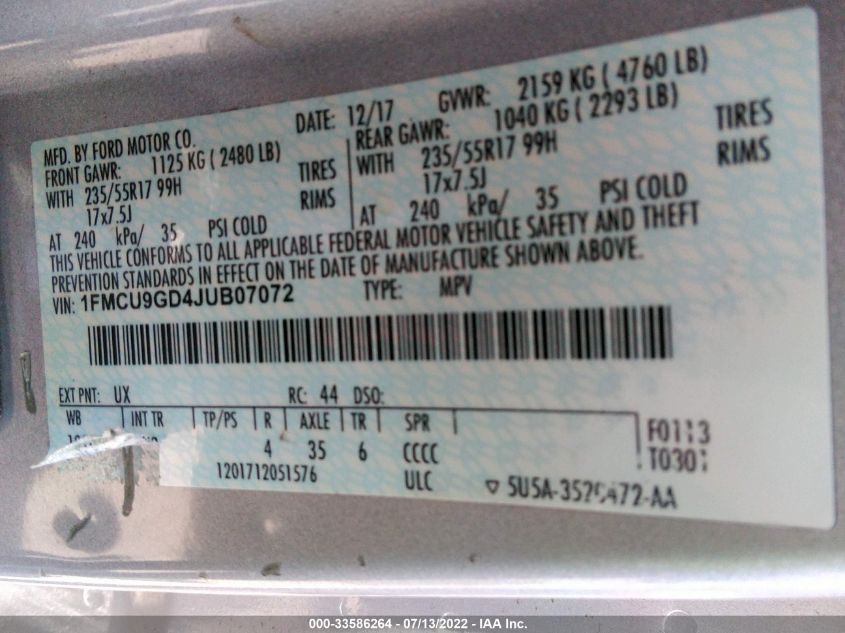 MFD. BY FORD MOTOR CO.
DATE: 12/17 GVWR: 2159 KG ( 4760 LB)
FRONT GAWR: 1125 KG ( 2480 LB)
WITH 235/55R17 99H TIRES
17x7.5J RIMS
AT 240 kPa/ 35 PSI COLD
REAR GAWR: 1040 KG ( 2293 LB)
WITH 235/55R17 99H TIRES
17x7.5J RIMS
AT 240 kPa/ 35 PSI COLD
THIS VEHICLE CONFORMS TO ALL APPLICABLE FEDERAL MOTOR VEHICLE SAFETY AND THEFT
PREVENTION STANDARDS IN EFFECT ON THE DATE OF MANUFACTURE SHOWN ABOVE.
VIN: 1FMCU9GD4JUB07072 TYPE: MPV
EXT PNT: UX RC: 44 DSO:
WB INT TR TP/PS R AXLE TR SPR
4 35 6 CCCC
1201712051576 ULC
F0113
T0301
000-33586264 - 07/13/2022 - IAA Inc.